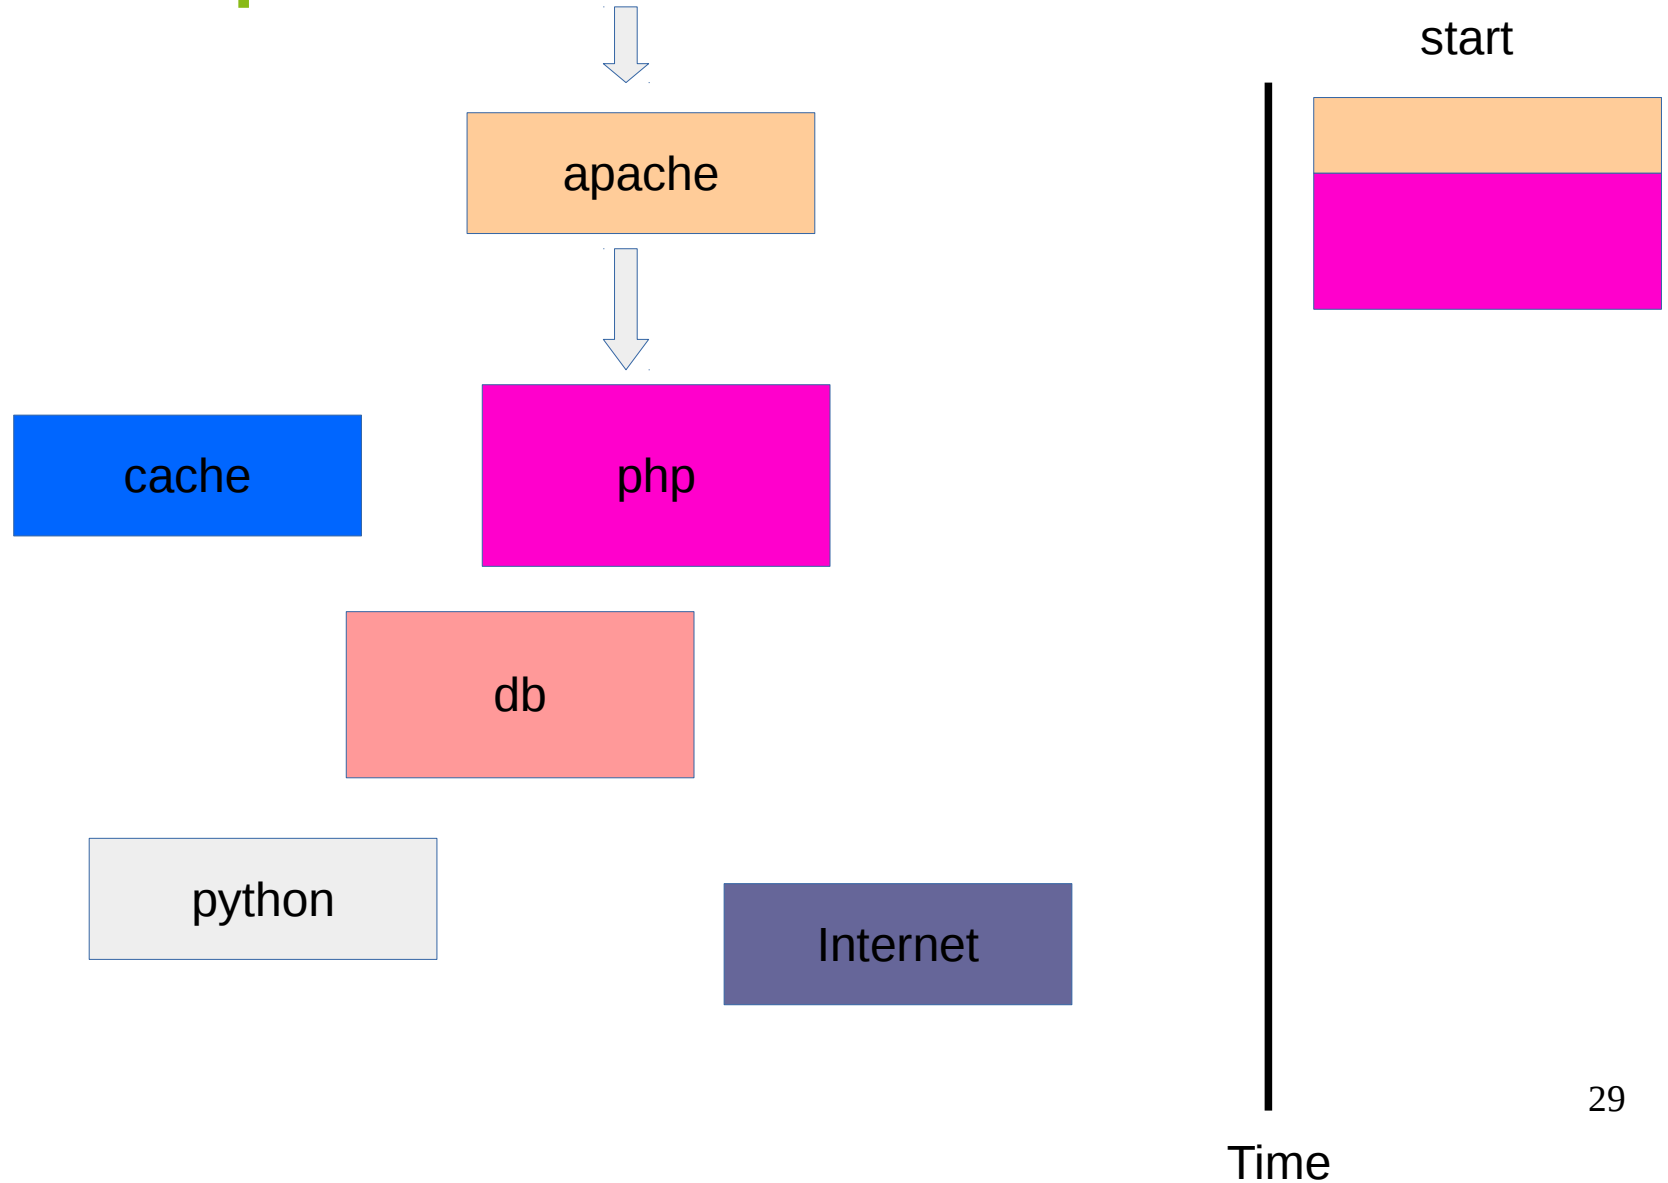 start
apache
cache
php
db
python
Internet
29
Time